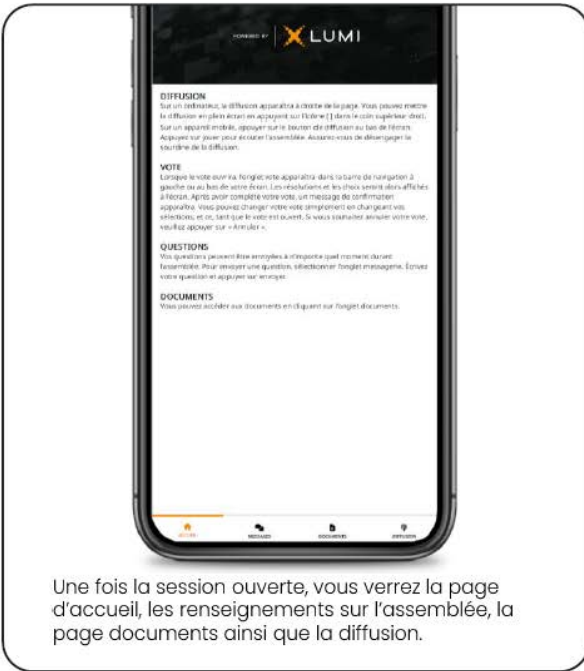 POWERED BY LUMI
DIFFUSION
Sur un ordinateur, la diffusion apparaîtra à droite de la page. Vous pouvez mettre
la diffusion en plein écran en appuyant sur l'icône [ ] dans le coin supérieur droit.
Sur un appareil mobile, appuyer sur le bouton de diffusion au bas de l'écran.
Appuyez sur jouer pour écouter l'assemblée. Assurez-vous de désengager la
sourdine de la diffusion.
VOTE
Lorsque le vote ouvrira, l'onglet vote apparaîtra dans la barre de navigation à
gauche ou au bas de votre écran. Les résolutions et les choix seront alors affichés
à l'écran. Après avoir complété votre vote, un message de confirmation
apparaîtra. Vous pouvez changer votre vote simplement en changeant vos
sélections, et ce, tant que le vote est ouvert. Si vous souhaitez annuler votre vote,
veuillez appuyer sur « Annuler ».
QUESTIONS
Vos questions peuvent être envoyées à n'importe quel moment durant
l'assemblée. Pour envoyer une question, sélectionner l'onglet messagerie. Écrivez
votre question et appuyer sur envoyer.
DOCUMENTS
Vous pouvez accéder aux documents en cliquant sur l'onglet documents.
ACCUEIL MESSAGES DOCUMENTS DIFFUSION
Une fois la session ouverte, vous verrez la page
d'accueil, les renseignements sur l'assemblée, la
page documents ainsi que la diffusion.